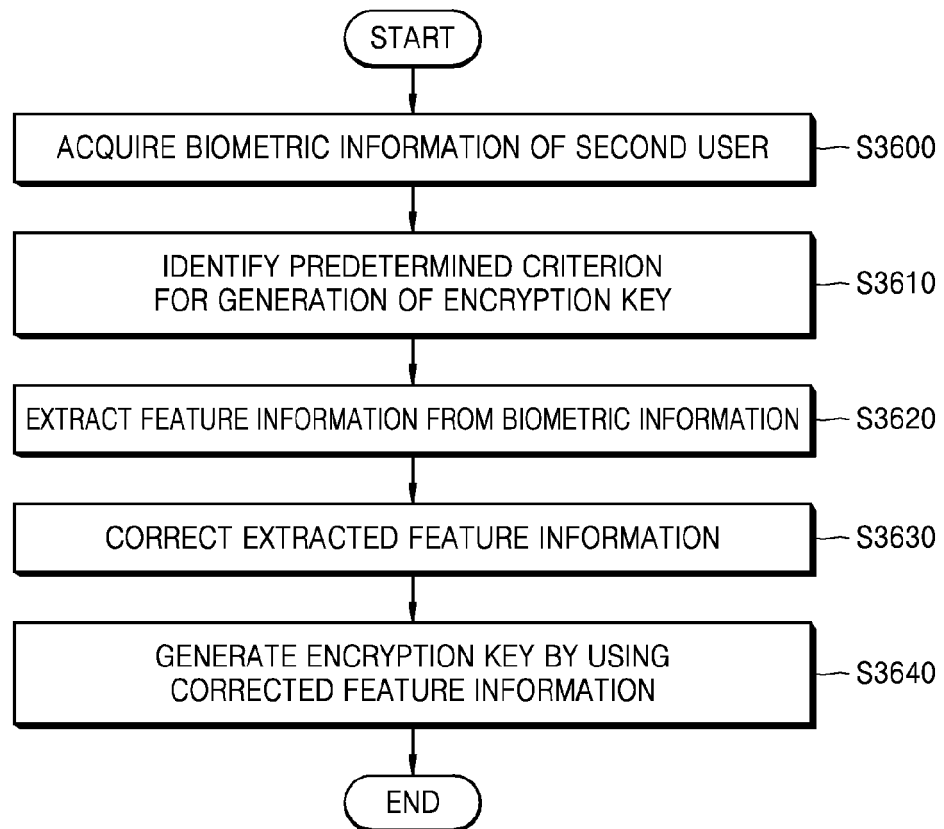 START
ACQUIRE BIOMETRIC INFORMATION OF SECOND USER
S3600
IDENTIFY PREDETERMINED CRITERION
FOR GENERATION OF ENCRYPTION KEY
S3610
EXTRACT FEATURE INFORMATION FROM BIOMETRIC INFORMATION
S3620
CORRECT EXTRACTED FEATURE INFORMATION
S3630
GENERATE ENCRYPTION KEY BY USING
CORRECTED FEATURE INFORMATION
S3640
END